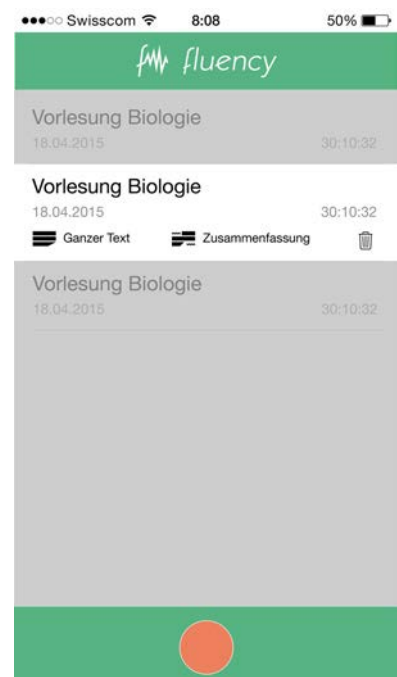 Swisscom 8:08 50%
fluency
Vorlesung Biologie
18.04.2015 30:10:32
Vorlesung Biologie
18.04.2015 30:10:32
Ganzer Text Zusammenfassung
Vorlesung Biologie
18.04.2015 30:10:32